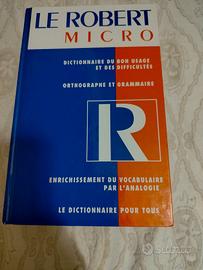 LE ROBERT
MICRO
DICTIONNAIRE DU BON USAGE
ET DES DIFFICULTÉS
ORTHOGRAPHE ET GRAMMAIRE
R
ENRICHISSEMENT DU VOCABULAIRE
PAR L'ANALOGIE
LE DICTIONNAIRE POUR TOUS
subito